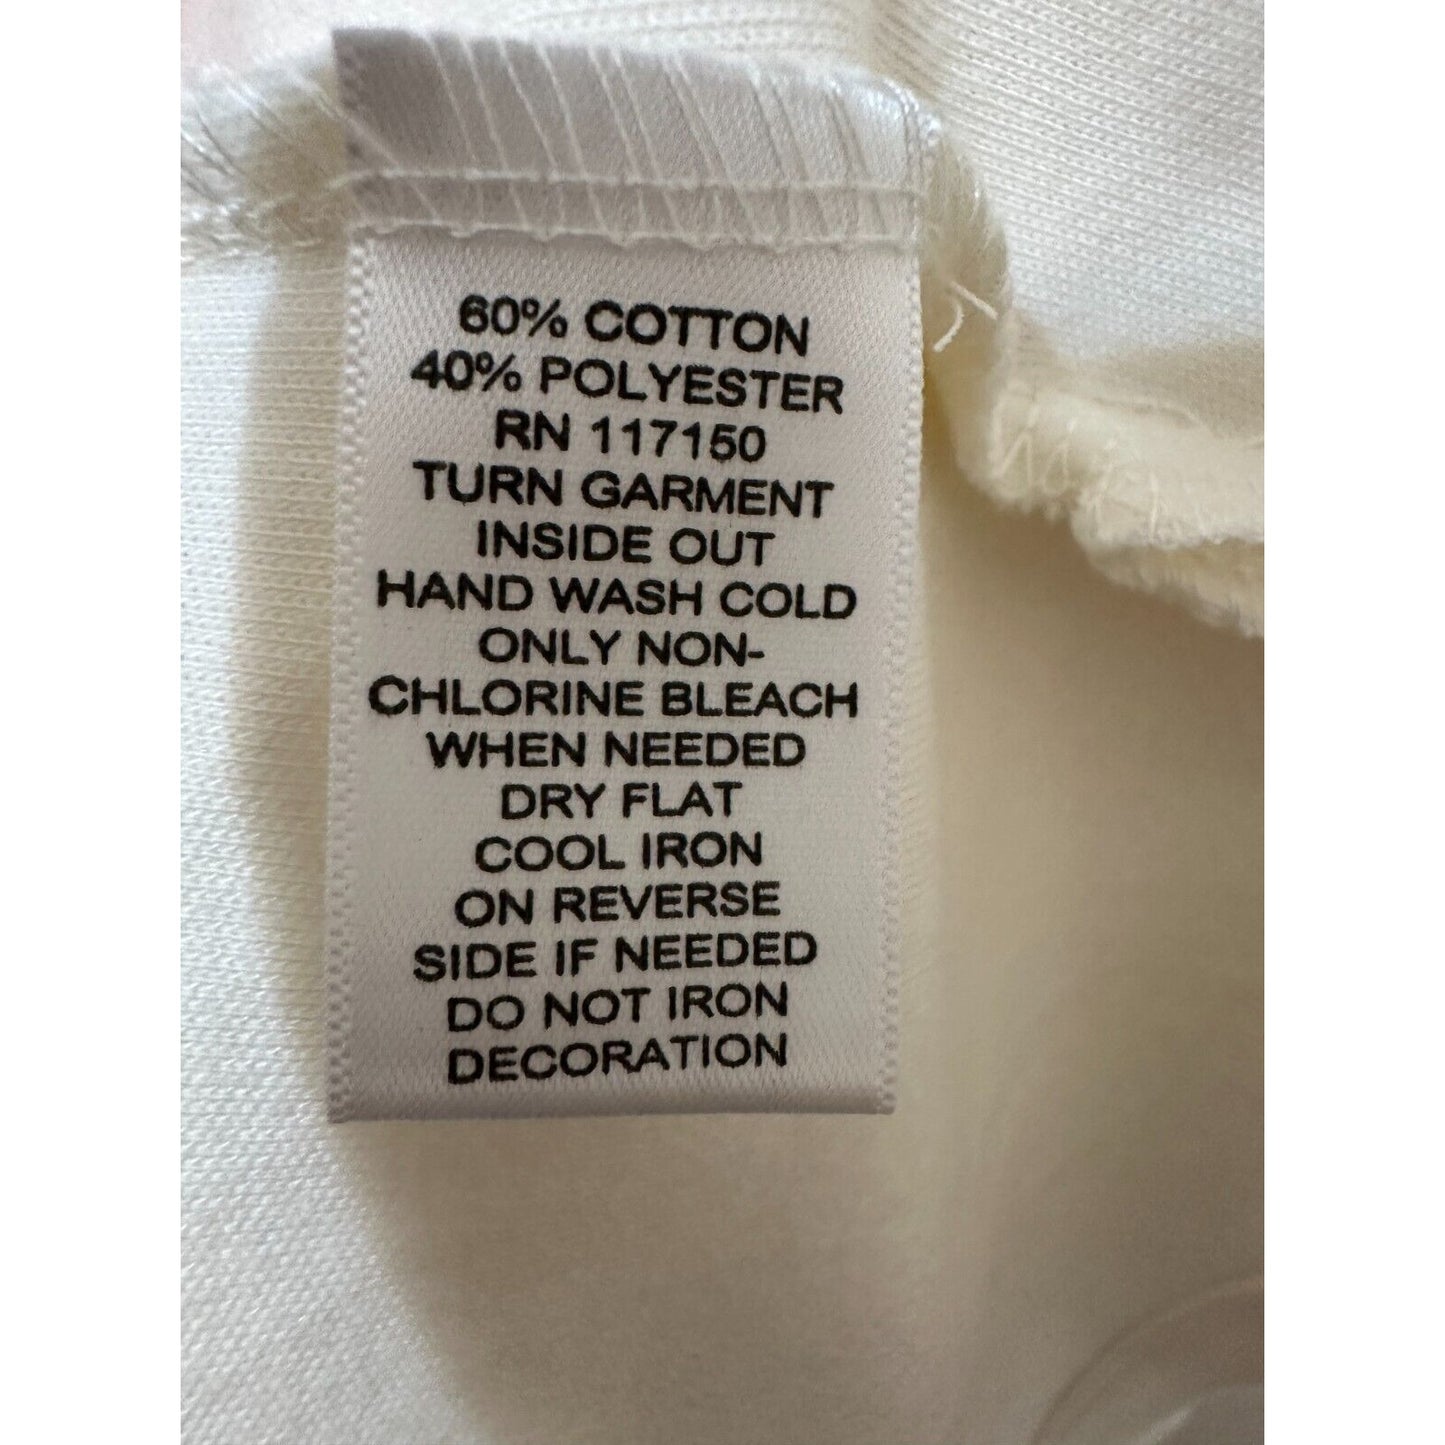 60% COTTON
40% POLYESTER
RN 117150
TURN GARMENT
INSIDE OUT
HAND WASH COLD
ONLY NON-
CHLORINE BLEACH
WHEN NEEDED
DRY FLAT
COOL IRON
ON REVERSE
SIDE IF NEEDED
DO NOT IRON
DECORATION